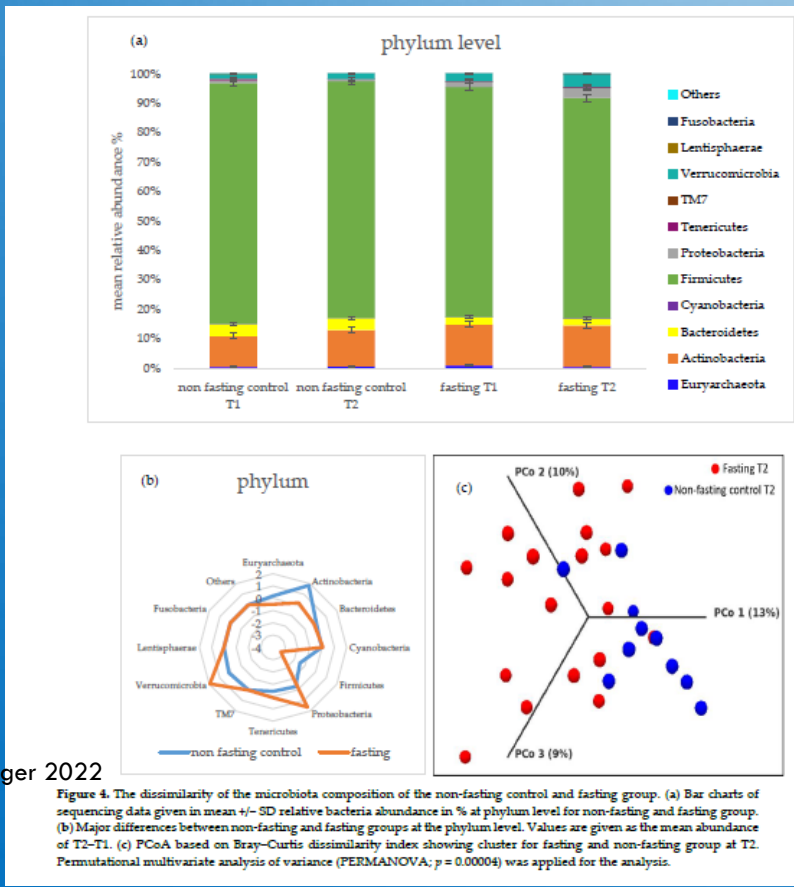 (a)
phylum level
mean relative abundance %
100%
90%
80%
70%
60%
50%
40%
30%
20%
10%
0%
non fasting control T1
non fasting control T2
fasting T1
fasting T2
Others
Fusobacteria
Lentisphaerae
Verrucomicrobia
TM7
Tenericutes
Proteobacteria
Firmicutes
Cyanobacteria
Bacteroidetes
Actinobacteria
Euryarchaeota
(b)
phylum
Euryarchaeota
Actinobacteria
Bacteroidetes
Cyanobacteria
Firmicutes
Proteobacteria
Tenericutes
TM7
Verrucomicrobia
Lentisphaerae
Fusobacteria
Others
2
1
0
-1
-2
-3
-4
non fasting control
fasting
(c)
PCo 2 (10%)
Fasting T2
Non-fasting control T2
PCo 1 (13%)
PCo 3 (9%)
ger 2022
Figure 4. The dissimilarity of the microbiota composition of the non-fasting control and fasting group. (a) Bar charts of
sequencing data given in mean +/– SD relative bacteria abundance in % at phylum level for non-fasting and fasting group.
(b) Major differences between non-fasting and fasting groups at the phylum level. Values are given as the mean abundance
of T2–T1. (c) PCoA based on Bray–Curtis dissimilarity index showing cluster for fasting and non-fasting group at T2.
Permutational multivariate analysis of variance (PERMANOVA; p = 0.00004) was applied for the analysis.